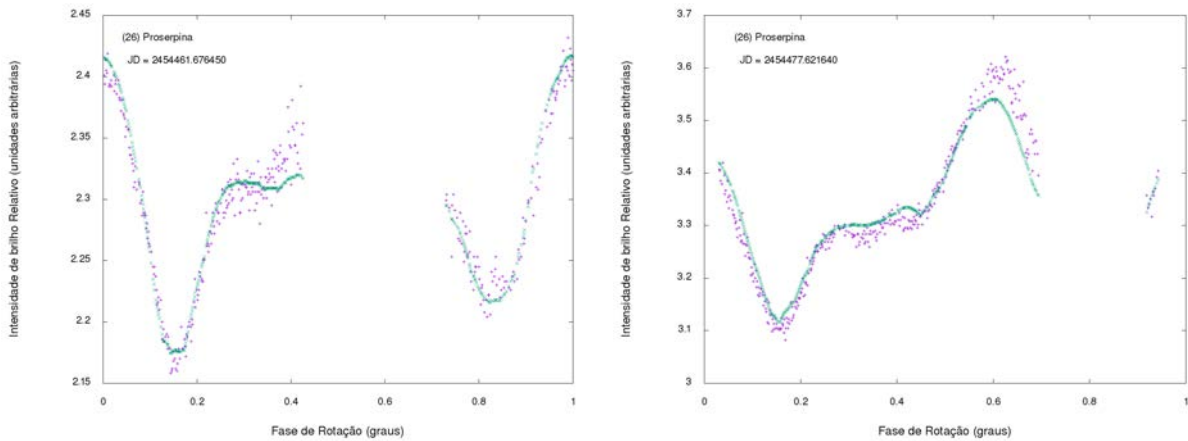 Intensidade de brilho Relativo (unidades arbitrárias)
2.45
2.4
2.35
2.3
2.25
2.2
2.15
(26) Proserpina
JD = 2454461.676450
0 0.2 0.4 0.6 0.8 1
Fase de Rotação (graus)
Intensidade de brilho Relativo (unidades arbitrárias)
3.7
3.6
3.5
3.4
3.3
3.2
3.1
3
(26) Proserpina
JD = 2454477.621640
0 0.2 0.4 0.6 0.8 1
Fase de Rotação (graus)